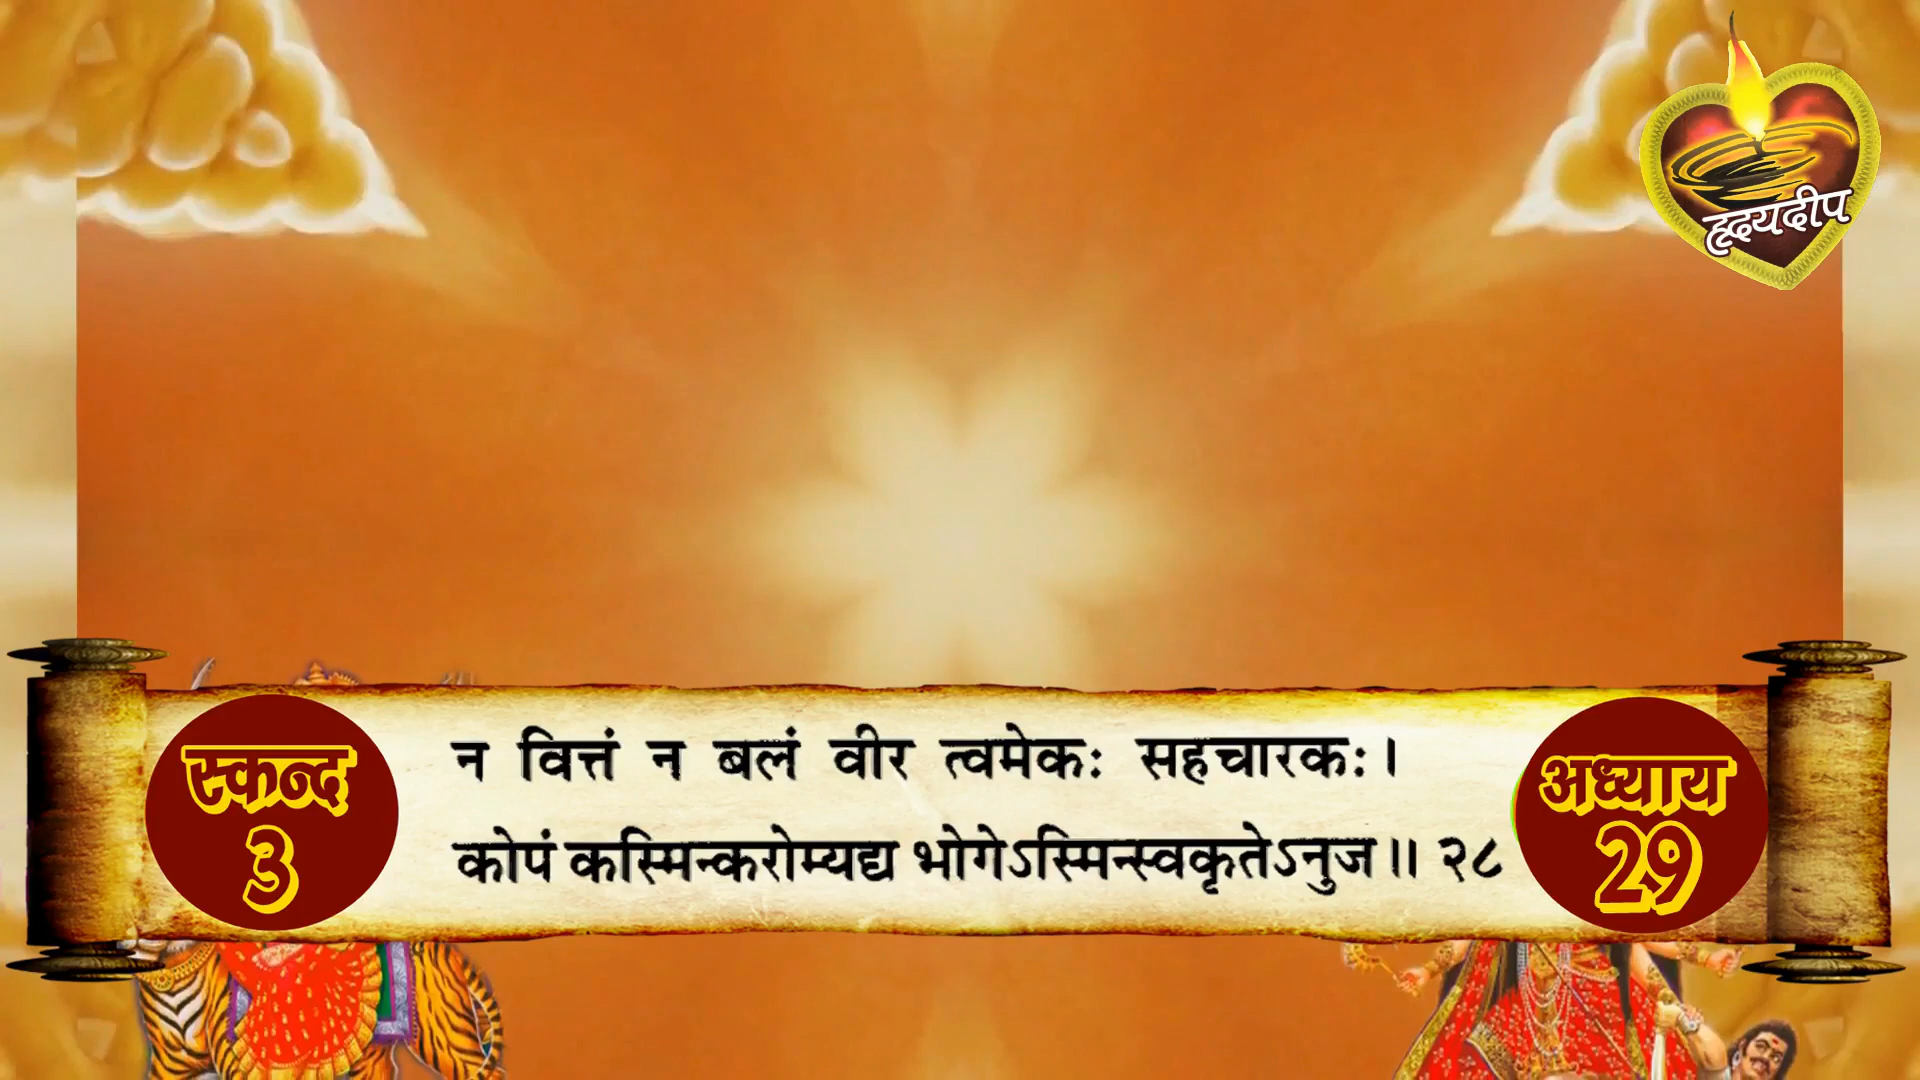 हृदयदीप
स्कन्द
3
न वित्तं न बलं वीर त्वमेकः सहचारकः।
कोपं कस्मिन्करोम्यद्य भोगेऽस्मिन्स्वकृतेऽनुज॥ २८
अध्याय
29